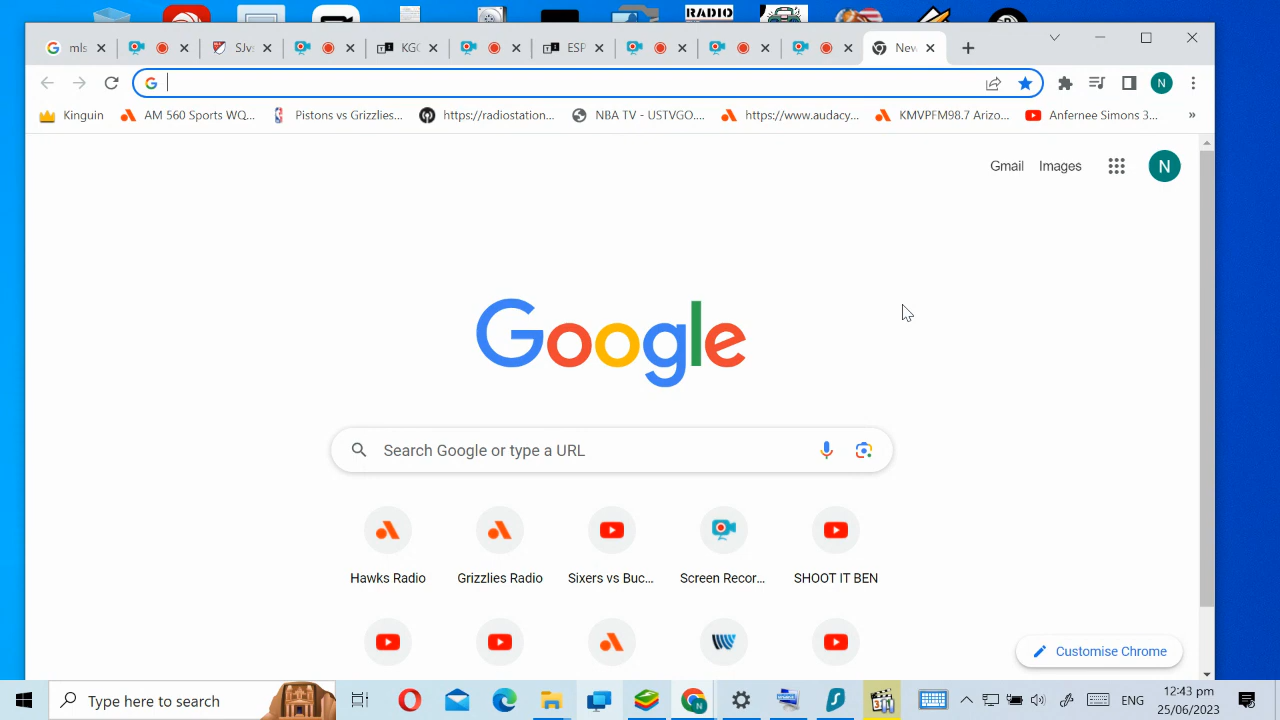 RADIO
mls
SJvs
KGO
ESP
New
Kinguin
AM 560 Sports WQ...
Pistons vs Grizzlies...
https://radiostation...
NBA TV - USTVGO....
https://www.audacy...
KMVPFM98.7 Arizo...
Anfernee Simons 3...
»
N
Gmail
Images
N
Google
Search Google or type a URL
Hawks Radio
Grizzlies Radio
Sixers vs Buc...
Screen Recor...
SHOOT IT BEN
Customise Chrome
Type here to search
ENG
12:43 pm
25/06/2023